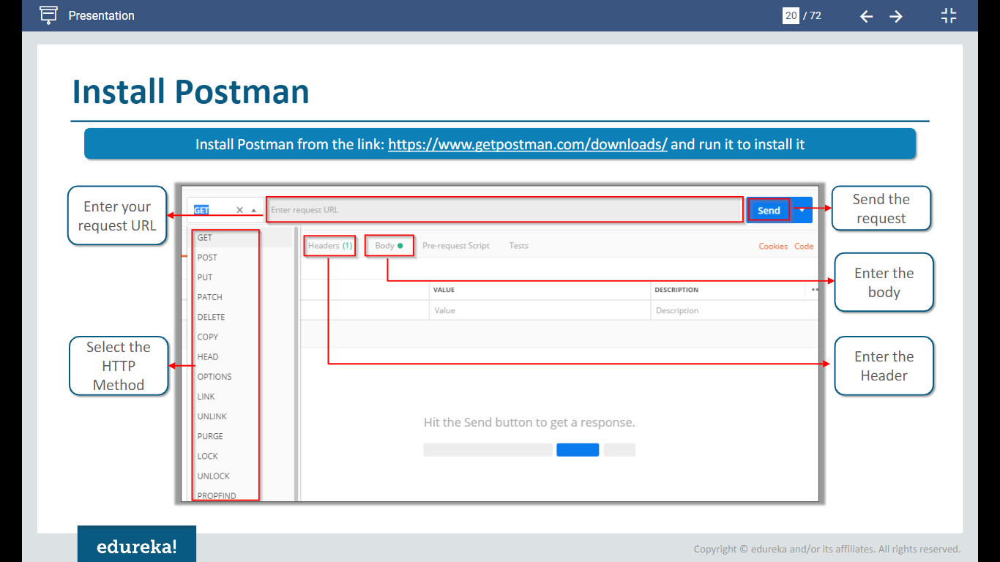 Presentation
20 / 72
Install Postman
Install Postman from the link: https://www.getpostman.com/downloads/ and run it to install it
Enter your
request URL
GET
Enter request URL
Send
Send the
request
GET
POST
PUT
PATCH
DELETE
COPY
HEAD
OPTIONS
LINK
UNLINK
PURGE
LOCK
UNLOCK
PROPFIND
Headers (1)
Body
Pre-request Script
Tests
Cookies
Code
VALUE
DESCRIPTION
Value
Description
Enter the
body
Select the
HTTP
Method
Enter the
Header
Hit the Send button to get a response.
edureka!
Copyright © edureka and/or its affiliates. All rights reserved.